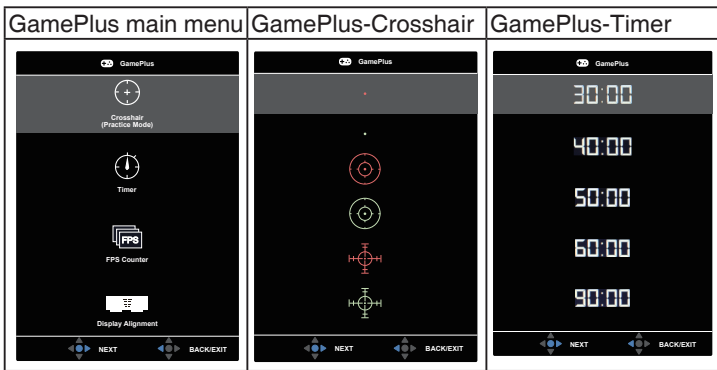 GamePlus main menu
GamePlus
Crosshair
(Practice Mode)
Timer
FPS
FPS Counter
Display Alignment
NEXT BACK/EXIT
GamePlus-Crosshair
GamePlus
NEXT BACK/EXIT
GamePlus-Timer
GamePlus
30:00
40:00
50:00
60:00
90:00
NEXT BACK/EXIT